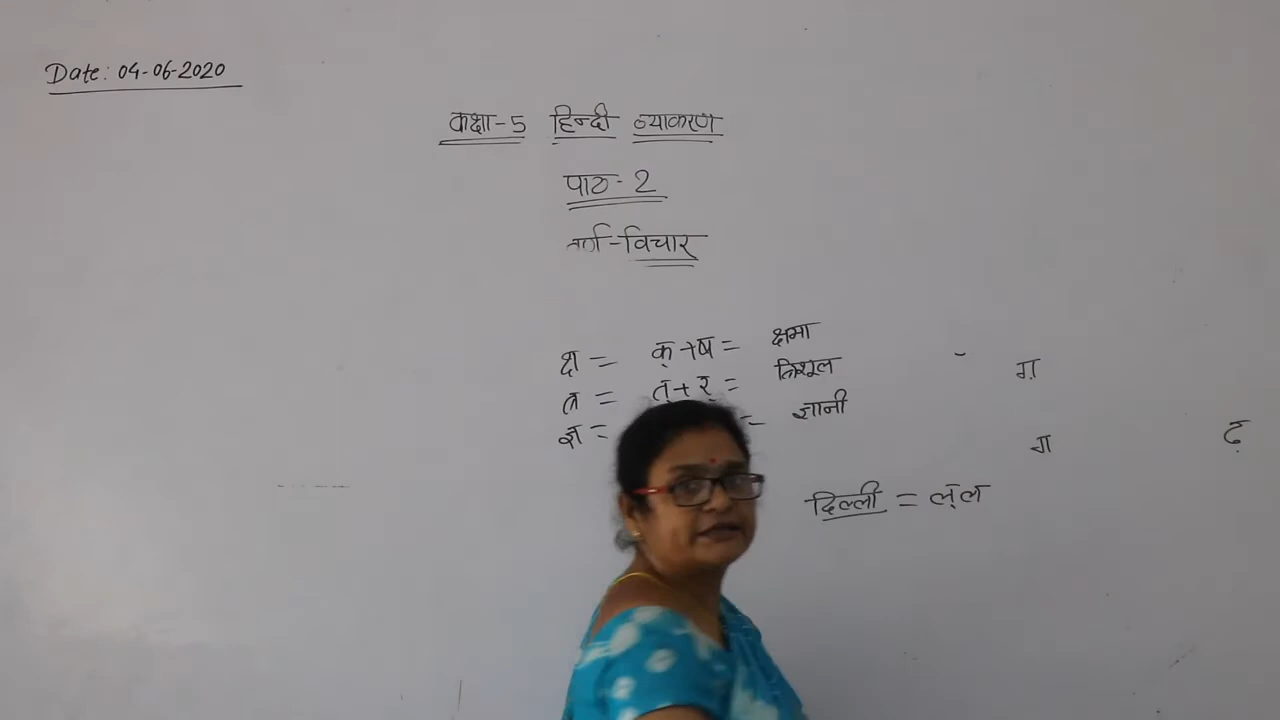 Date: 04-06-2020
कक्षा-5 हिन्दी व्याकरण
पाठ-2
वर्ण-विचार
क्ष = क्+ष = क्षमा
त्र = त्+र् = त्रिशूल
ज्ञ = = ज्ञानी
ग़
ग
ढ़
दिल्ली = ल्ल